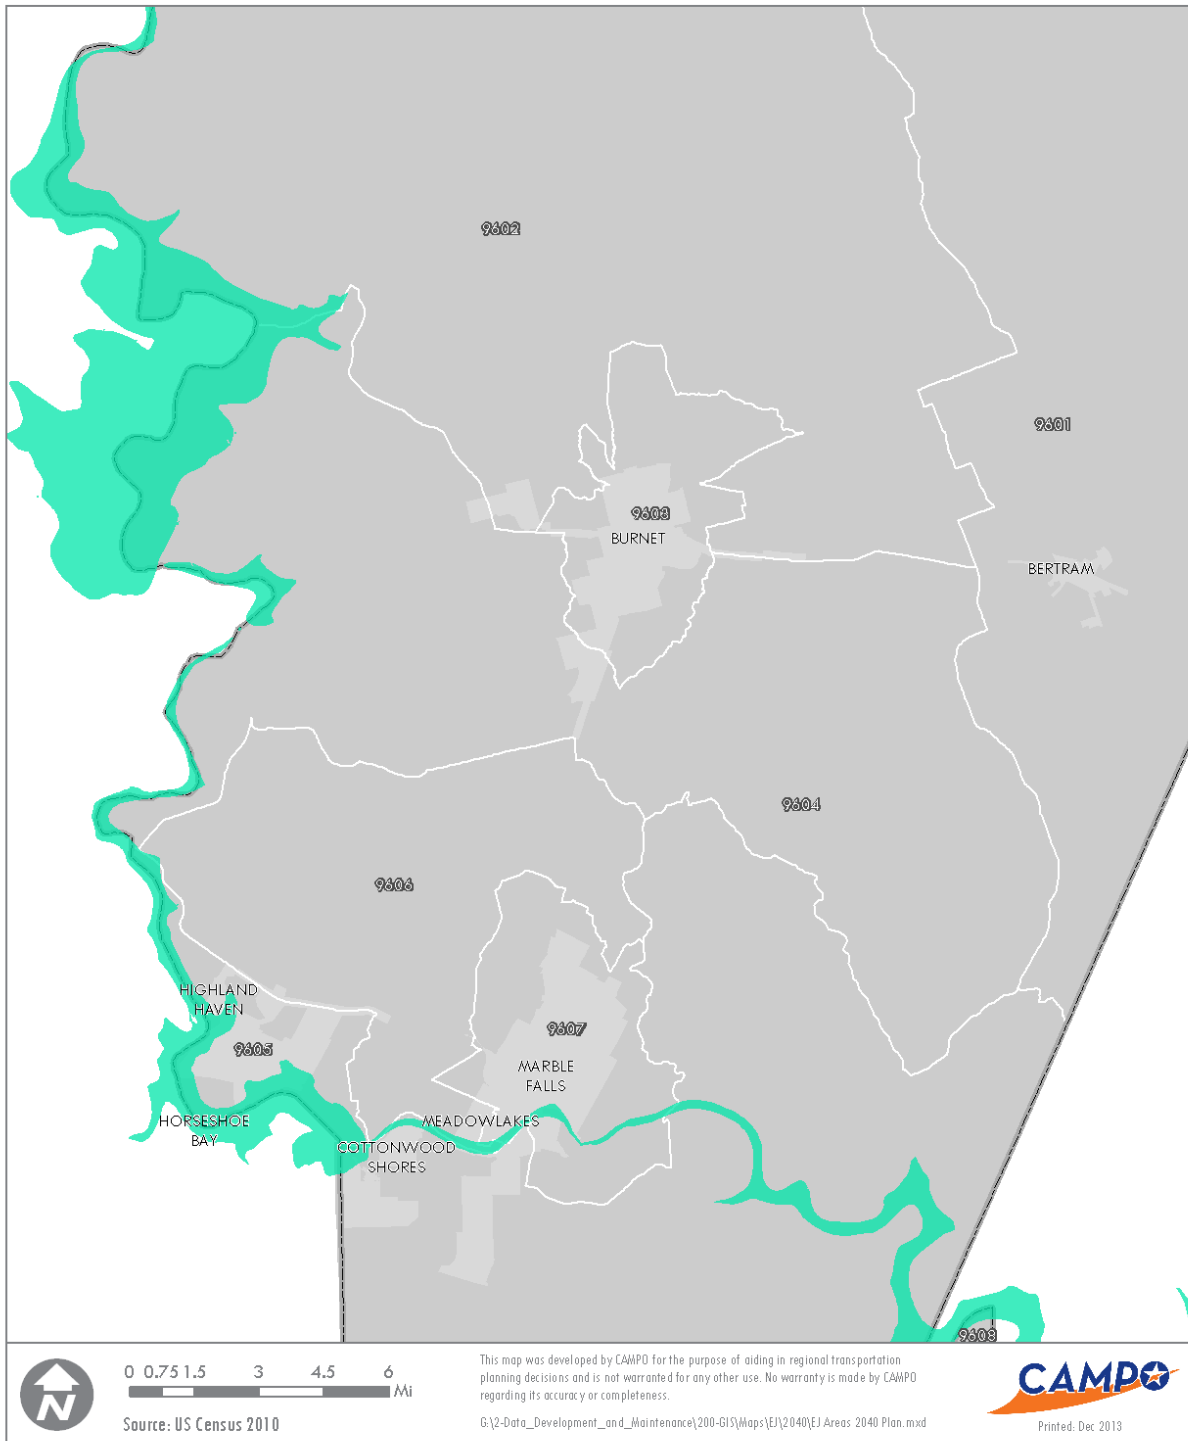 9602
9601
9603
BURNET
BERTRAM
9604
9606
HIGHLAND
HAVEN
9607
9605
MARBLE
FALLS
HORSESHOE
BAY
MEADOWLAKES
COTTONWOOD
SHORES
9608
N
0 0.75 1.5 3 4.5 6
Mi
Source: US Census 2010
This map was developed by CAMPO for the purpose of aiding in regional transportation
planning decisions and is not warranted for any other use. No warranty is made by CAMPO
regarding its accuracy or completeness.
G:\2-Data_Development_and_Maintenance\200-GIS\Maps\EJ\2040\EJ Areas 2040 Plan.mxd
CAMPO
Printed: Dec 2013